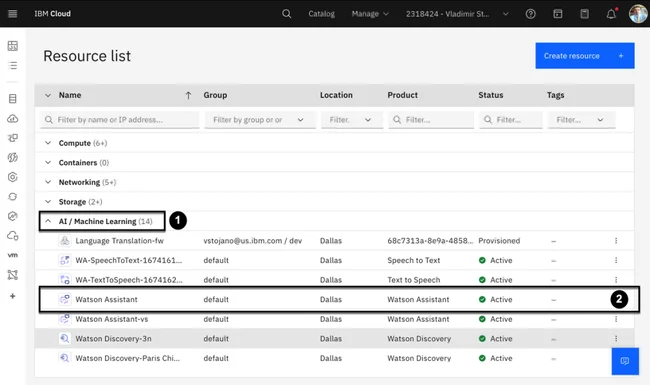 IBM Cloud Catalog Manage 2318424 - Vladimir St...
Resource list
Create resource +
Name Group Location Product Status Tags
Filter by name or IP address... Filter by group or or Filter. Filter... Filter... Filter...
Compute (6+)
Containers (0)
Networking (5+)
Storage (2+)
AI / Machine Learning (14) 1
Language Translation-fw vstojano@us.ibm.com / dev Dallas 68c7313a-8e9a-4858... Provisioned –
WA-SpeechToText-1674161... default Dallas Speech to Text Active –
WA-TextToSpeech-1674162... default Dallas Text to Speech Active –
Watson Assistant default Dallas Watson Assistant Active – 2
Watson Assistant-vs default Dallas Watson Assistant Active –
Watson Discovery-3n default Dallas Watson Discovery Active –
Watson Discovery-Paris Chi... default Dallas Watson Discovery Active –
vm